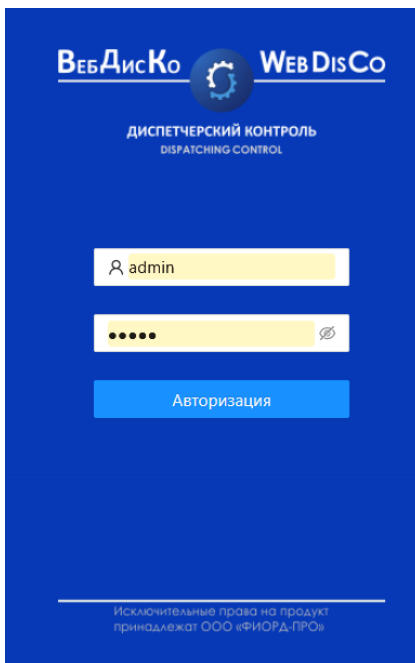 ВебДисКо WebDisCo
ДИСПЕТЧЕРСКИЙ КОНТРОЛЬ
DISPATCHING CONTROL
admin
•••••
Авторизация
Исключительные права на продукт
принадлежат ООО «ФИОРД-ПРО»